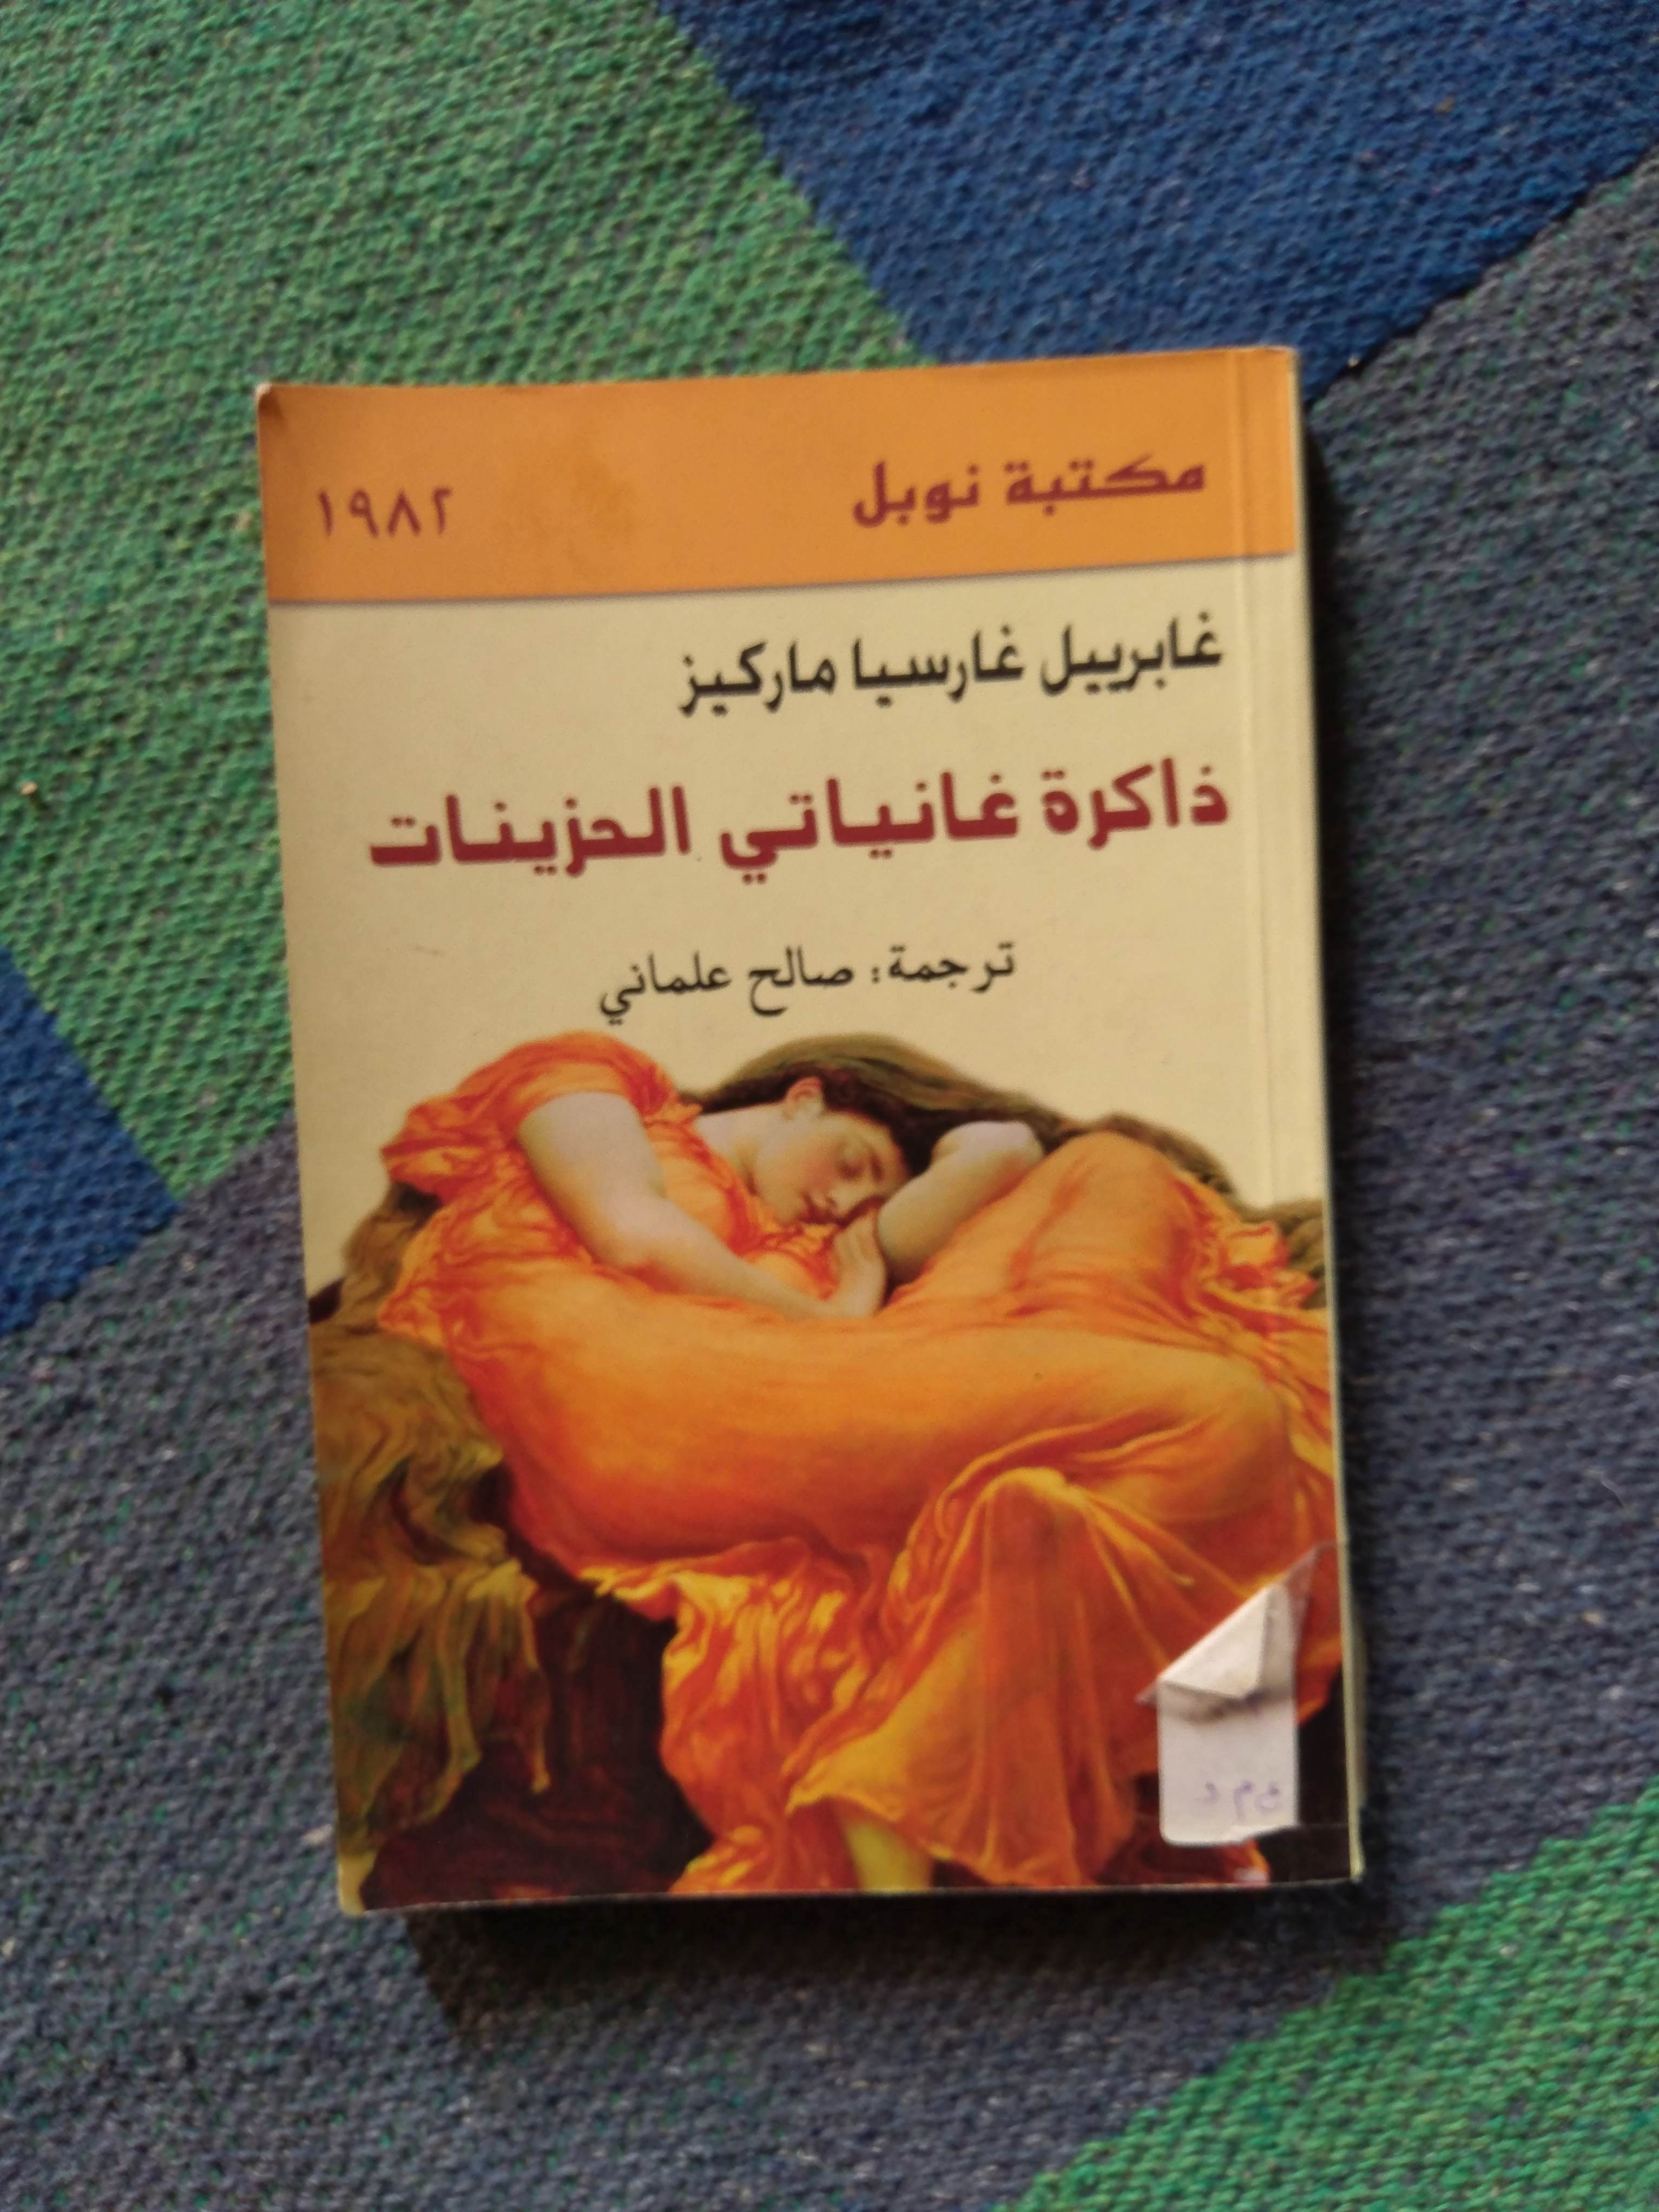 مكتبة نوبل ١٩٨٢
غابرييل غارسيا ماركيز
ذاكرة غانياتي الحزينات
ترجمة: صالح علماني